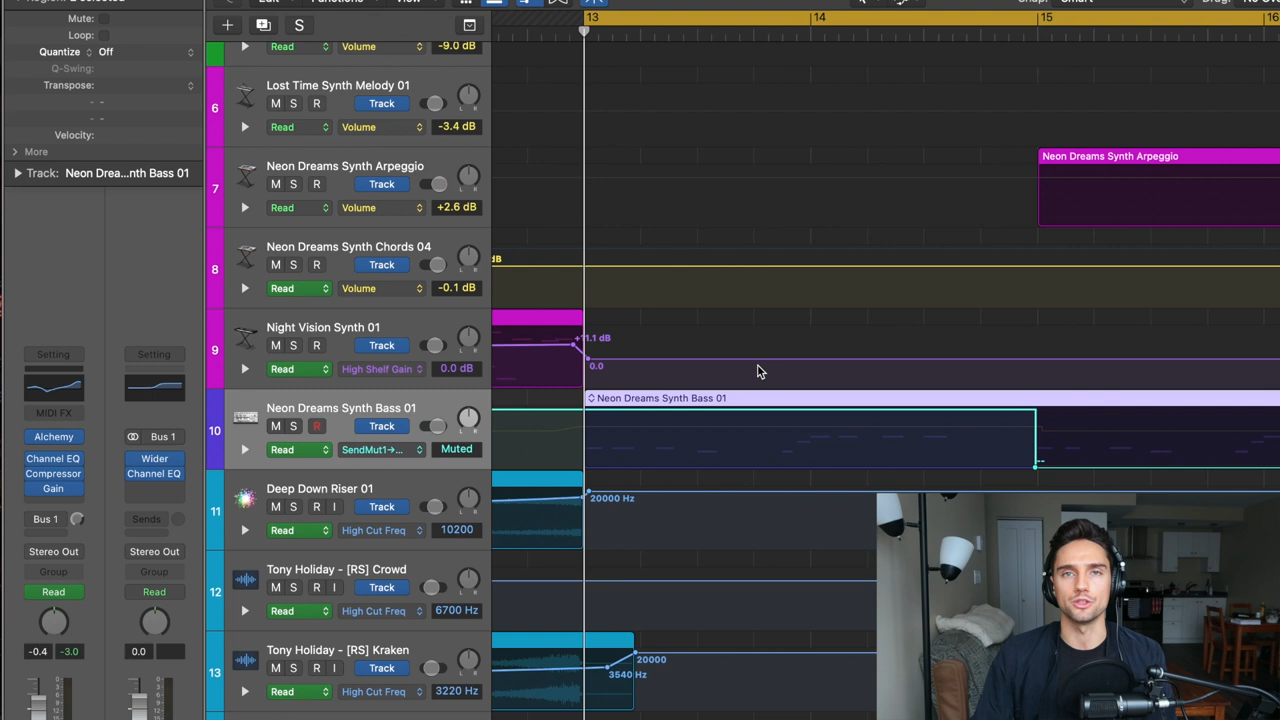 Mute:
Loop:
Quantize Off
Q-Swing:
Transpose:
- -
- -
Velocity:
More
Track: Neon Drea...nth Bass 01
Setting Setting
MIDI FX
Alchemy Bus 1
Channel EQ Wider
Compressor Channel EQ
Gain
Bus 1 Sends
Stereo Out Stereo Out
Group Group
Read Read
-0.4 -3.0 0.0
S
13 14 15 16
Read Volume -9.0 dB
6
Lost Time Synth Melody 01
M S R Track
L R
Read Volume -3.4 dB
7
Neon Dreams Synth Arpeggio
M S R Track
L R
Read Volume +2.6 dB
Neon Dreams Synth Arpeggio
8
Neon Dreams Synth Chords 04
M S R Track
L R
Read Volume -0.1 dB
dB
9
Night Vision Synth 01
M S R Track
L R
Read High Shelf Gain 0.0 dB
+11.1 dB
0.0
10
Neon Dreams Synth Bass 01
M S R Track
L R
Read SendMut1→... Muted
Neon Dreams Synth Bass 01
11
Deep Down Riser 01
M S R I Track
L R
Read High Cut Freq 10200
20000 Hz
12
Tony Holiday - [RS] Crowd
M S R I Track
L R
Read High Cut Freq 6700 Hz
13
Tony Holiday - [RS] Kraken
M S R I Track
L R
Read High Cut Freq 3220 Hz
20000
3540 Hz